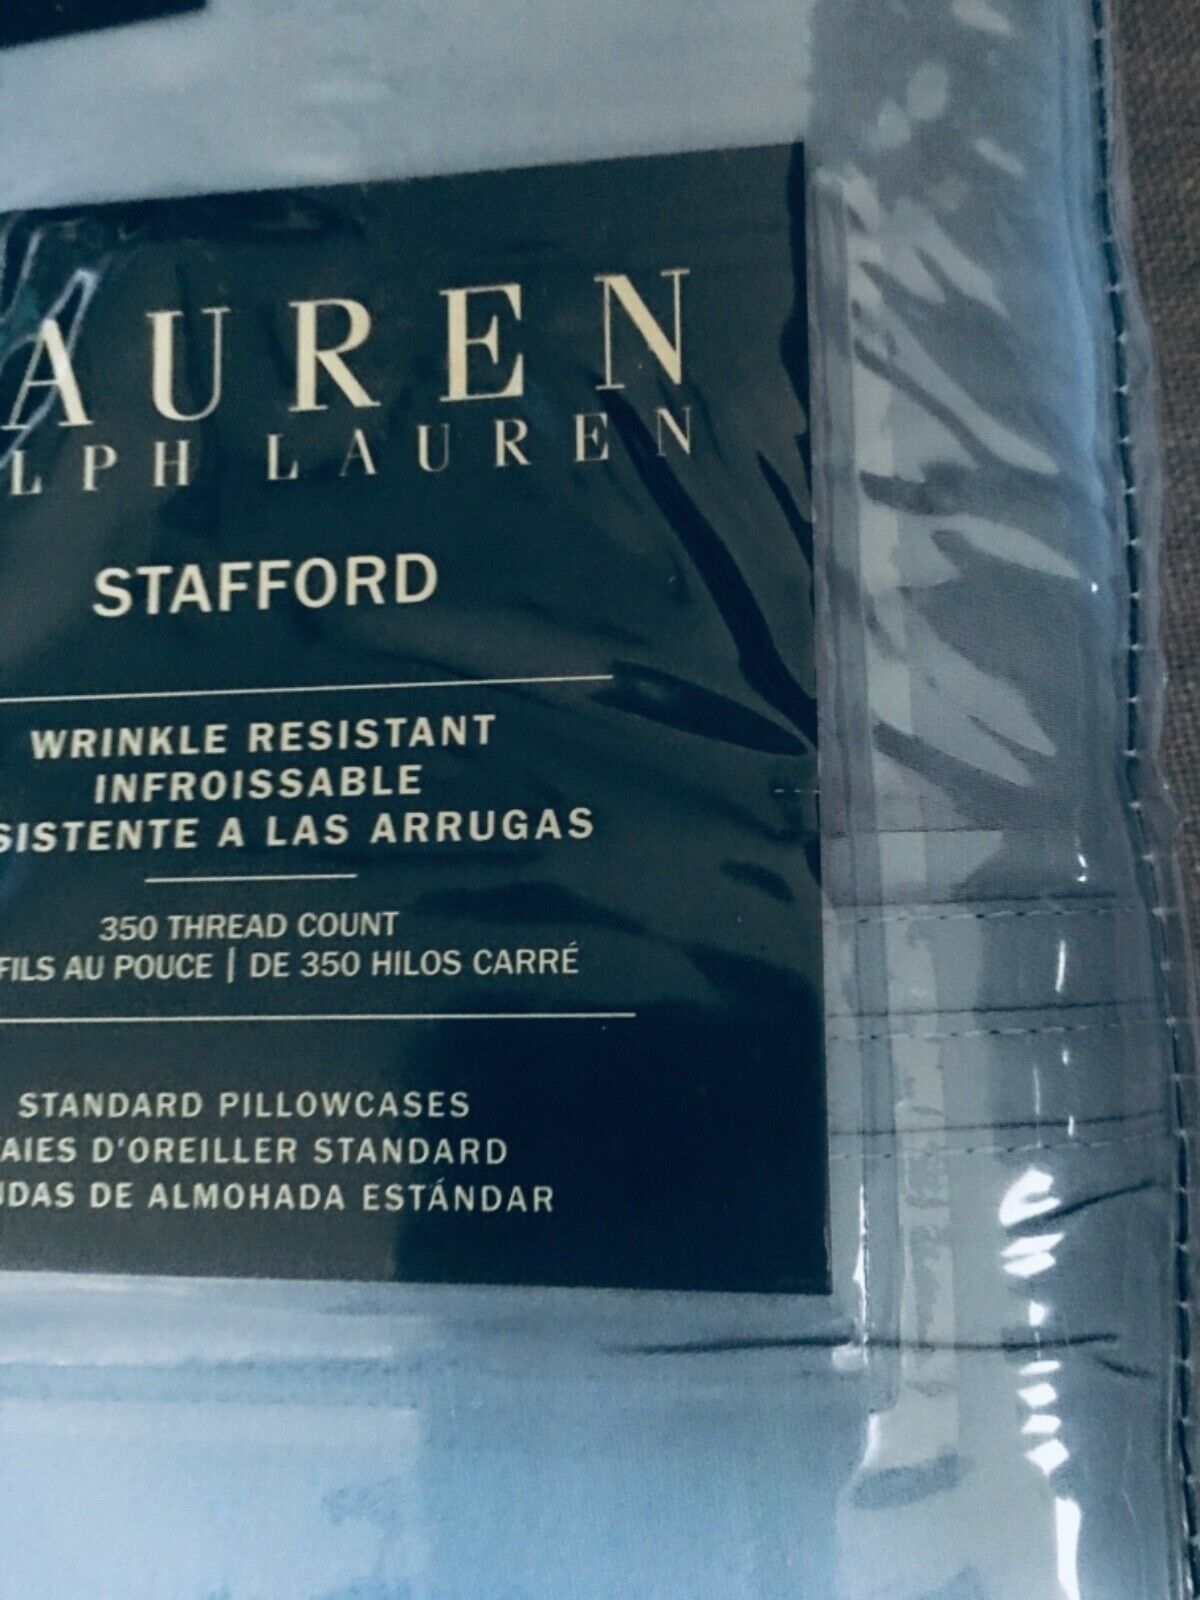 AUREN
LPH LAUREN
STAFFORD
WRINKLE RESISTANT
INFROISSABLE
SISTENTE A LAS ARRUGAS
350 THREAD COUNT
FILS AU POUCE | DE 350 HILOS CARRÉ
STANDARD PILLOWCASES
AIES D'OREILLER STANDARD
DAS DE ALMOHADA ESTÁNDAR